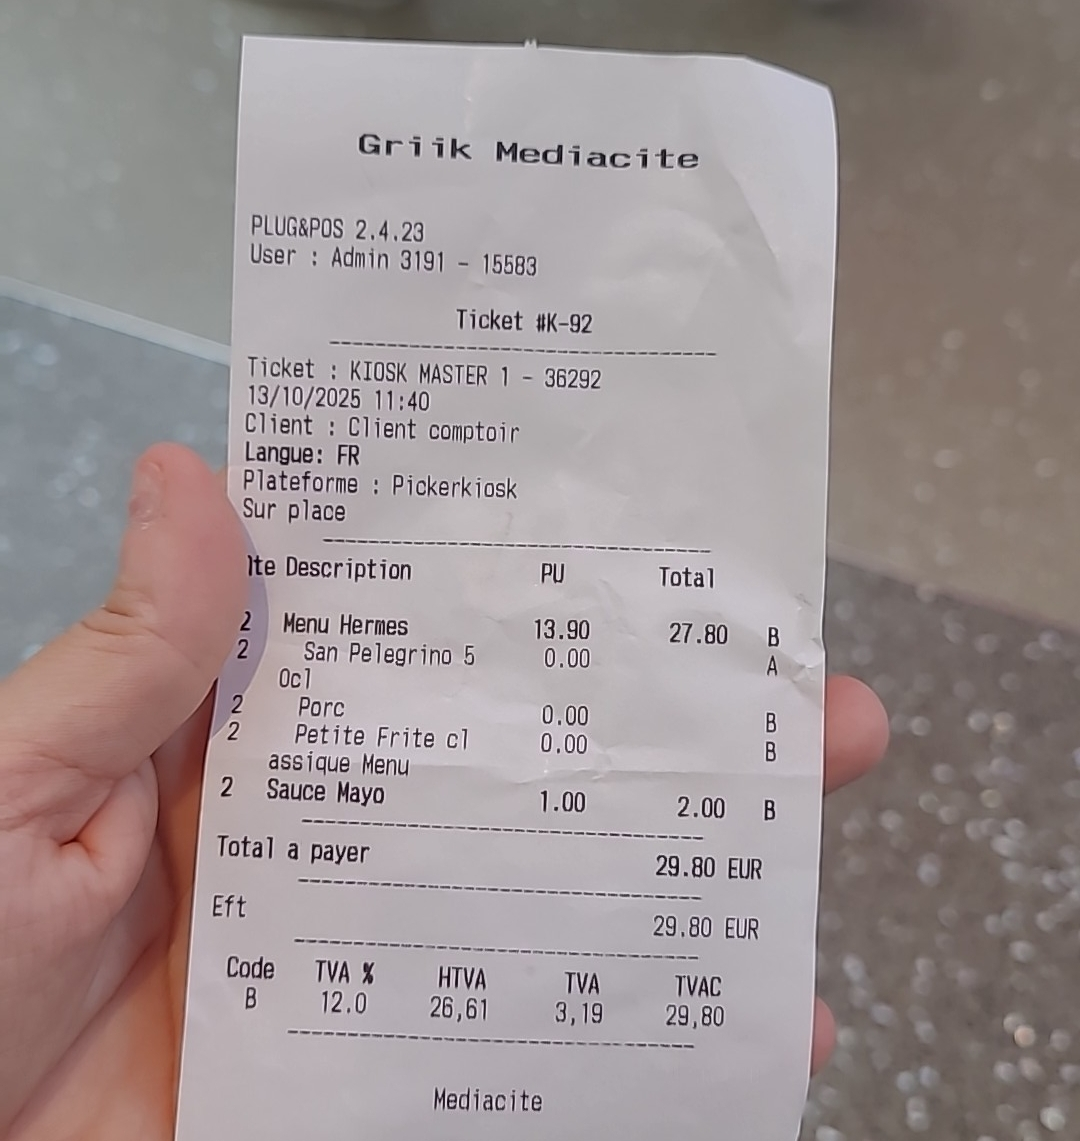 Griik Mediacite
PLUG&POS 2.4.23
User : Admin 3191 - 15583
Ticket #K-92
Ticket : KIOSK MASTER 1 - 36292
13/10/2025 11:40
Client : Client comptoir
Langue: FR
Plateforme : Pickerkiosk
Sur place
Description PU Total
2 Menu Hermes 13.90 27.80 B
2 San Pelegrino 5 0.00 A
0cl
2 Porc 0.00 B
2 Petite Frite cl 0.00 B
assique Menu
2 Sauce Mayo 1.00 2.00 B
Total a payer 29.80 EUR
Eft 29.80 EUR
Code TVA % HTVA TVA TVAC
B 12.0 26,61 3,19 29,80
Mediacite